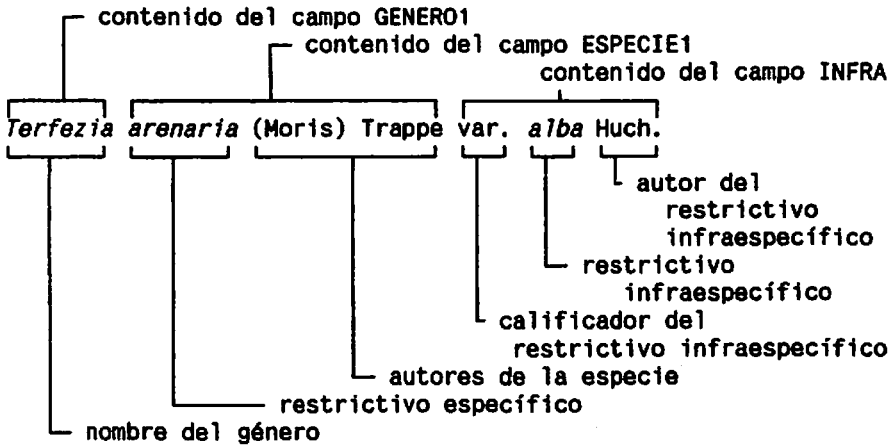 contenido del campo GENERO1
contenido del campo ESPECIE1
contenido del campo INFRA
Terfezia arenaria (Moris) Trappe var. alba Huch.
autor del
restrictivo
infraespecífico
restrictivo
infraespecífico
calificador del
restrictivo infraespecífico
autores de la especie
restrictivo específico
nombre del género